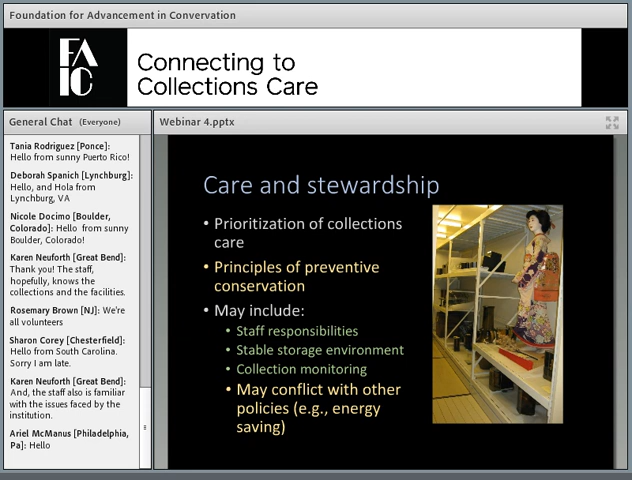 Foundation for Advancement in Convervation
FA
IC
Connecting to
Collections Care
General Chat (Everyone)
Tania Rodriguez [Ponce]:
Hello from sunny Puerto Rico!
Deborah Spanich [Lynchburg]:
Hello, and Hola from
Lynchburg, VA
Nicole Docimo [Boulder,
Colorado]: Hello from sunny
Boulder, Colorado!
Karen Neuforth [Great Bend]:
Thank you! The staff,
hopefully, knows the
collections and the facilities.
Rosemary Brown [NJ]: We're
all volunteers
Sharon Corey [Chesterfield]:
Hello from South Carolina.
Sorry I am late.
Karen Neuforth [Great Bend]:
And, the staff also is familiar
with the issues faced by the
institution.
Ariel McManus [Philadelphia,
Pa]: Hello
Webinar 4.pptx
Care and stewardship
• Prioritization of collections
care
• Principles of preventive
conservation
• May include:
• Staff responsibilities
• Stable storage environment
• Collection monitoring
• May conflict with other
policies (e.g., energy
saving)